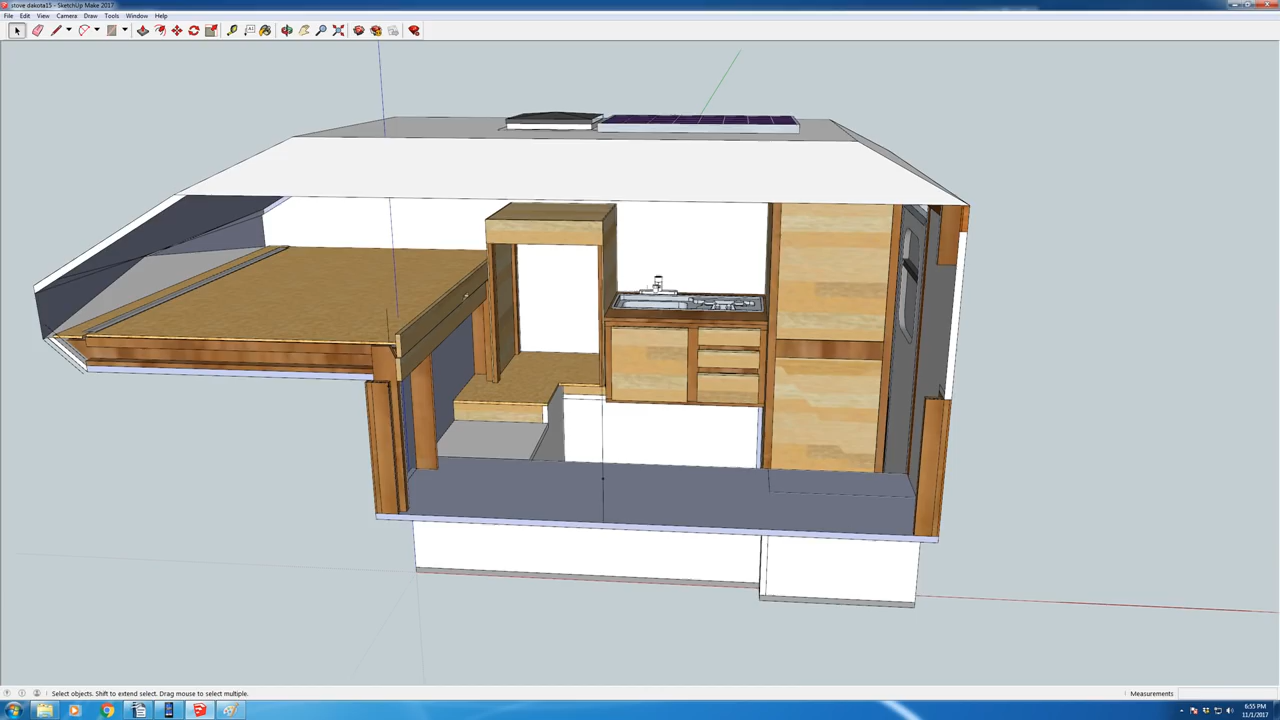 stove dakota15 - SketchUp Make 2017
File Edit View Camera Draw Tools Window Help
Select objects. Shift to extend select. Drag mouse to select multiple.
Measurements
6:55 PM
11/1/2017